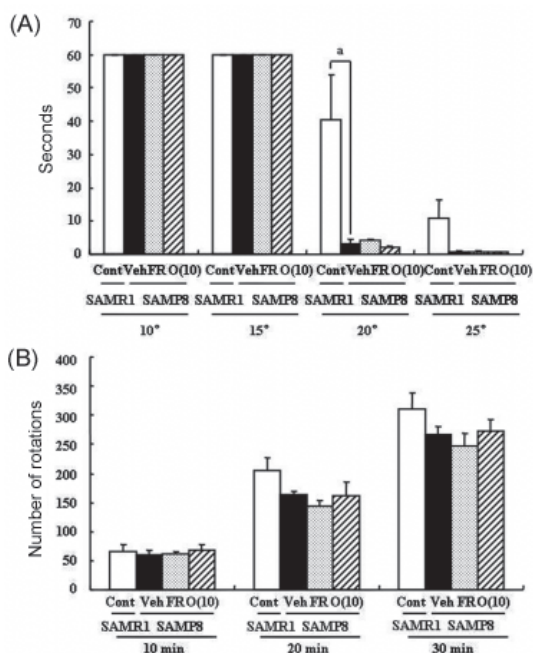 (A)
Seconds
70
60
50
40
30
20
10
0
a
Cont Veh FR O(10) Cont Veh FR O(10) Cont Veh FR O(10) Cont Veh FR O(10)
SAMR1 SAMP8 SAMR1 SAMP8 SAMR1 SAMP8 SAMR1 SAMP8
10° 15° 20° 25°
(B)
Number of rotations
400
350
300
250
200
150
100
50
0
Cont Veh FR O(10) Cont Veh FR O(10) Cont Veh FR O(10)
SAMR1 SAMP8 SAMR1 SAMP8 SAMR1 SAMP8
10 min 20 min 30 min